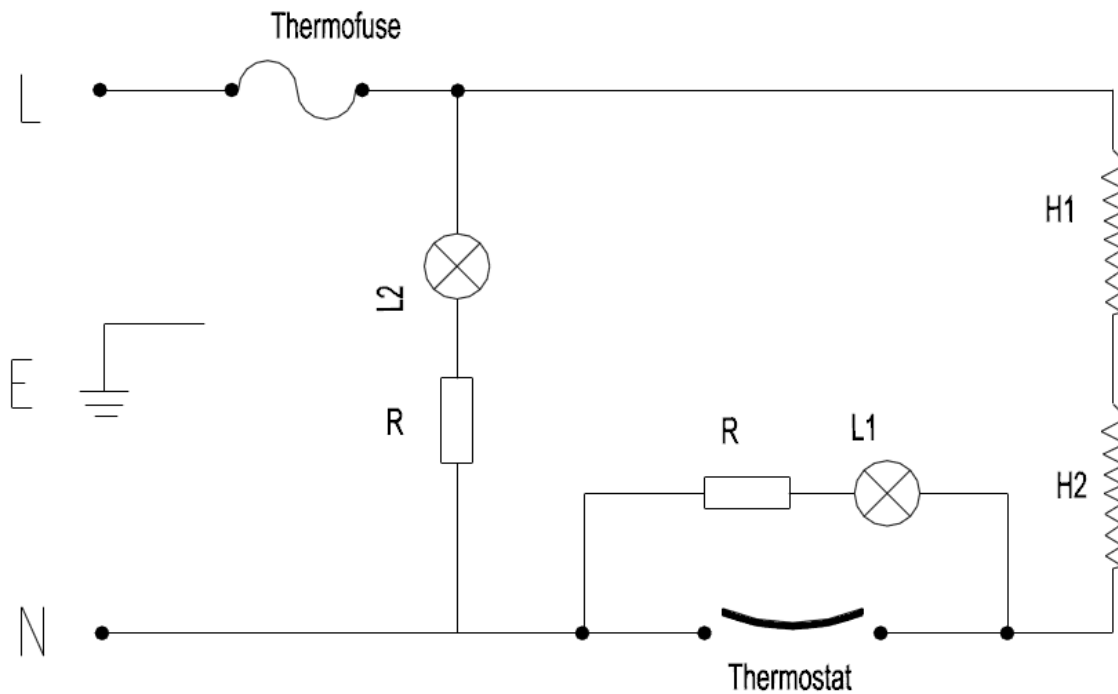 Thermofuse
L
H1
L2
E
R
R
L1
H2
N
Thermostat